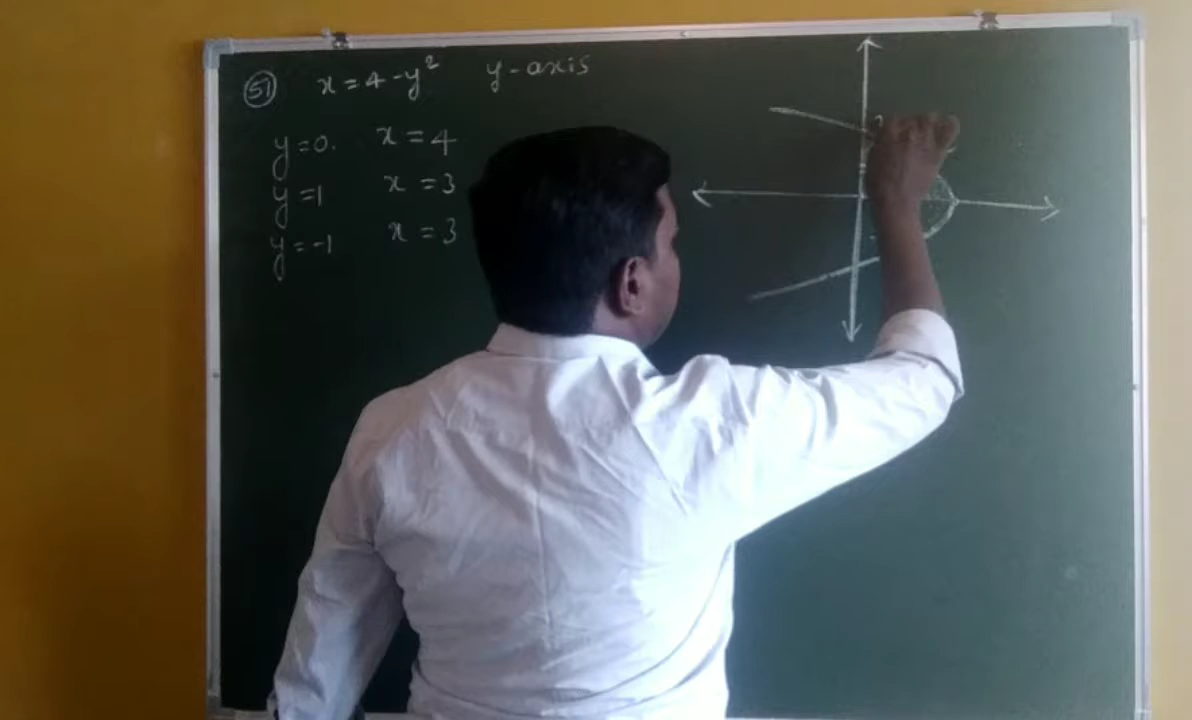 51 x = 4 - y² y-axis
y = 0. x = 4
y = 1 x = 3
y = -1 x = 3